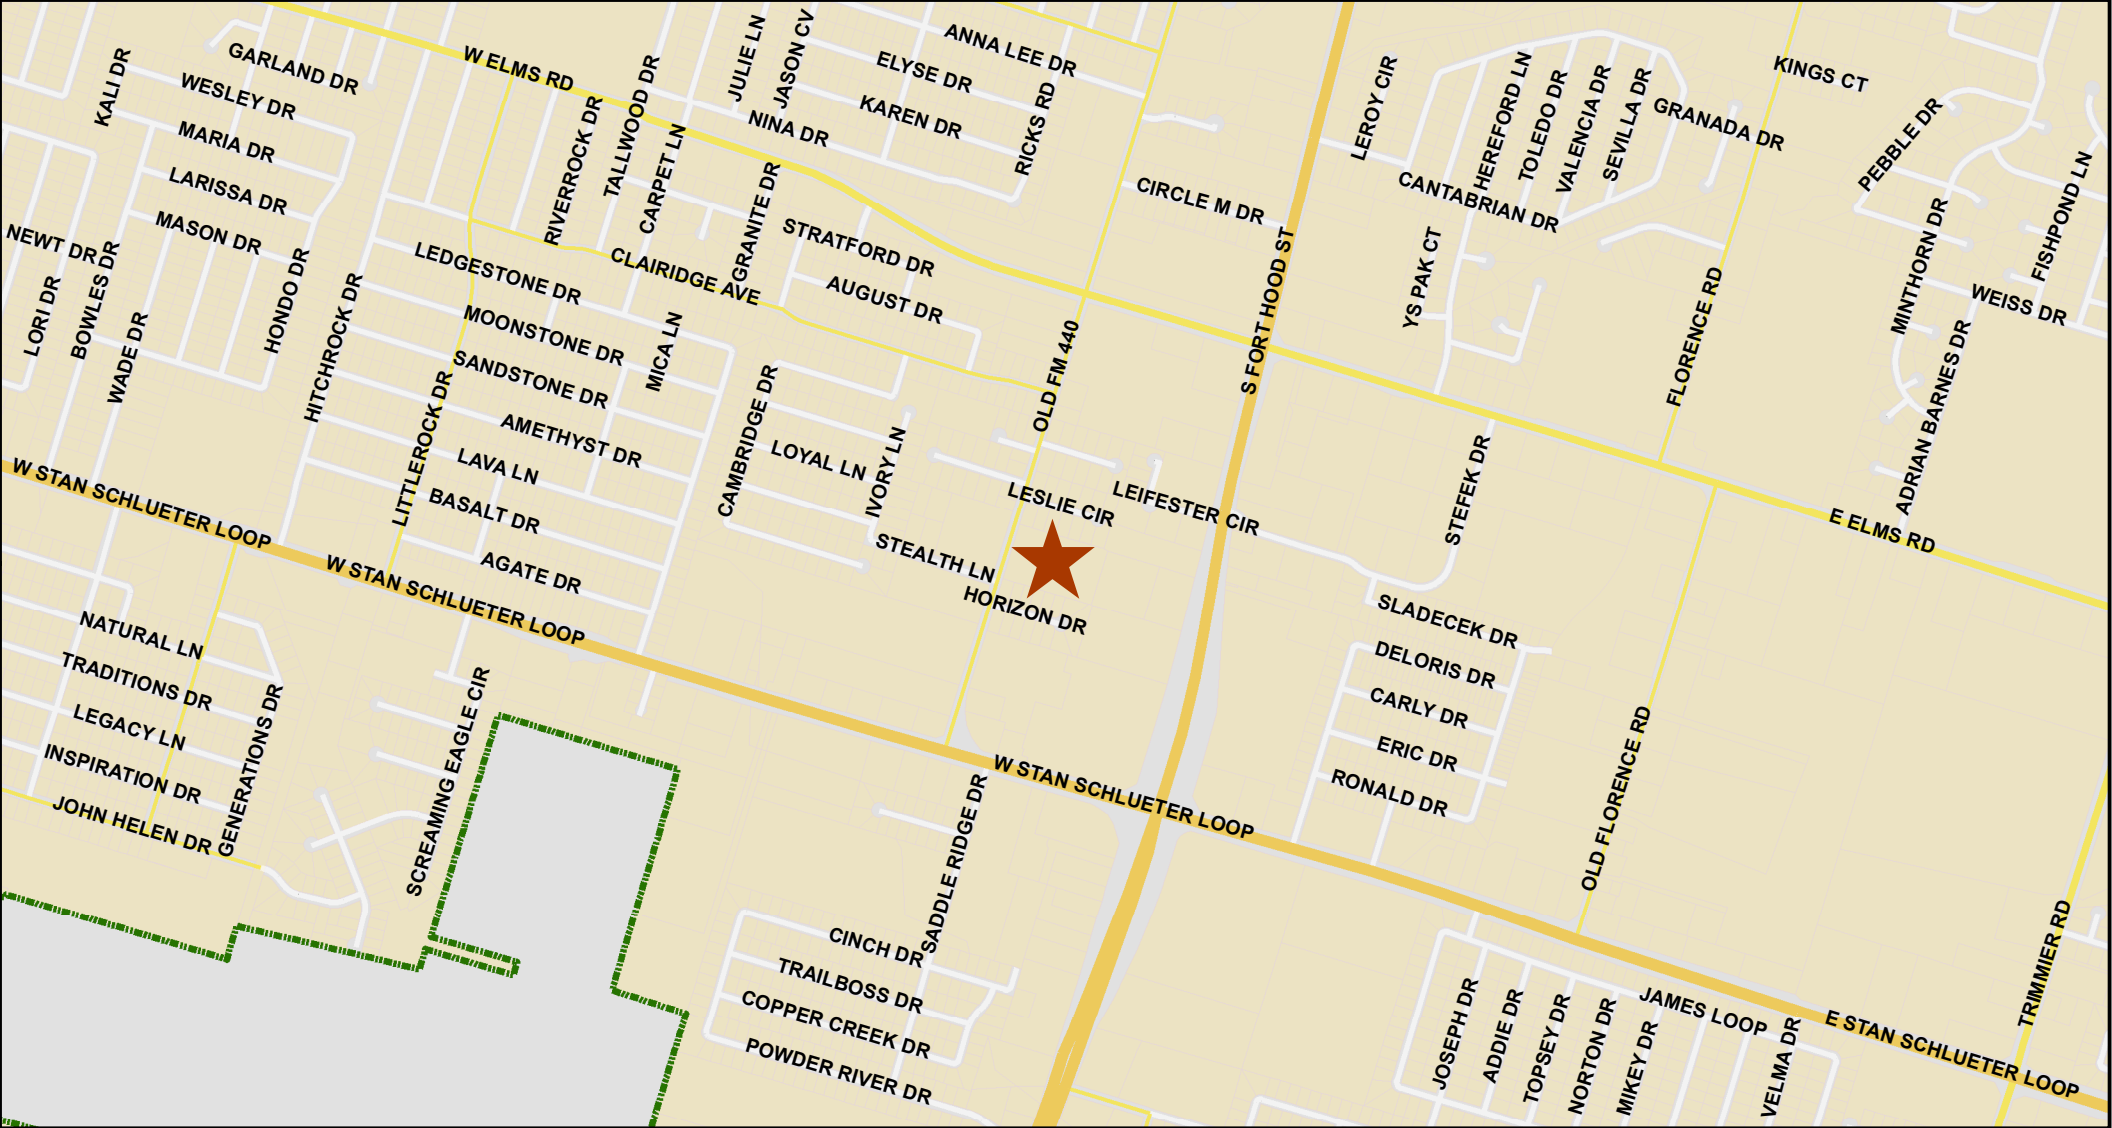 KALI DR
GARLAND DR
WESLEY DR
MARIA DR
LARISSA DR
MASON DR
NEWT DR
LORI DR
BOWLES DR
WADE DR
HONDO DR
HITCHROCK DR
W ELMS RD
RIVERROCK DR
TALLWOOD DR
CARPET LN
JULIE LN
JASON CV
NINA DR
ANNA LEE DR
ELYSE DR
KAREN DR
RICKS RD
GRANITE DR
CLAIRIDGE AVE
STRATFORD DR
AUGUST DR
CIRCLE M DR
LEDGESTONE DR
MOONSTONE DR
SANDSTONE DR
MICA LN
AMETHYST DR
LITTLEROCK DR
LAVA LN
BASALT DR
AGATE DR
CAMBRIDGE DR
LOYAL LN
IVORY LN
STEALTH LN
OLD FM 440
LESLIE CIR
LEIFESTER CIR
HORIZON DR
S FORT HOOD ST
LEROY CIR
HEREFORD LN
TOLEDO DR
VALENCIA DR
SEVILLA DR
GRANADA DR
CANTABRIAN DR
YS PAK CT
KINGS CT
PEBBLE DR
FISHPOND LN
MINTHORN DR
WEISS DR
ADRIAN BARNES DR
FLORENCE RD
STEFEK DR
E ELMS RD
SLADECEK DR
DELORIS DR
CARLY DR
ERIC DR
RONALD DR
OLD FLORENCE RD
W STAN SCHLUETER LOOP
W STAN SCHLUETER LOOP
W STAN SCHLUETER LOOP
E STAN SCHLUETER LOOP
NATURAL LN
TRADITIONS DR
LEGACY LN
INSPIRATION DR
JOHN HELEN DR
GENERATIONS DR
SCREAMING EAGLE CIR
SADDLE RIDGE DR
CINCH DR
TRAILBOSS DR
COPPER CREEK DR
POWDER RIVER DR
JOSEPH DR
ADDIE DR
TOPSEY DR
NORTON DR
MIKEY DR
JAMES LOOP
VELMA DR
TRIMMIER RD